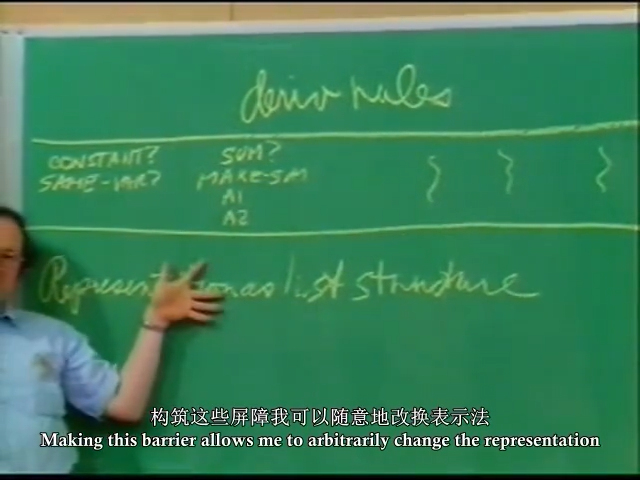 deriv rules
CONSTANT? SUM?
SAME-VAR? MAKE-SM
A1
A2
Representation as list structure
构筑这些屏障我可以随意地改换表示法
Making this barrier allows me to arbitrarily change the representation